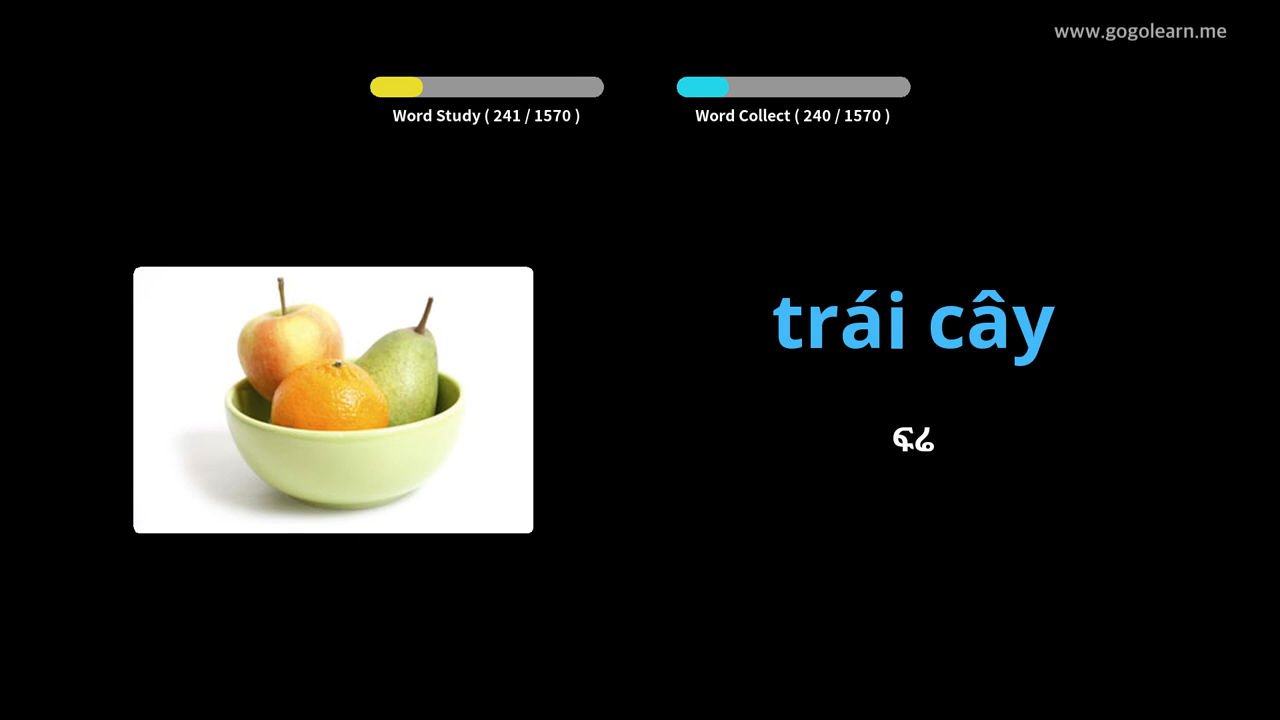 www.gogolearn.me
Word Study ( 241 / 1570 )
Word Collect ( 240 / 1570 )
trái cây
ፍሬ